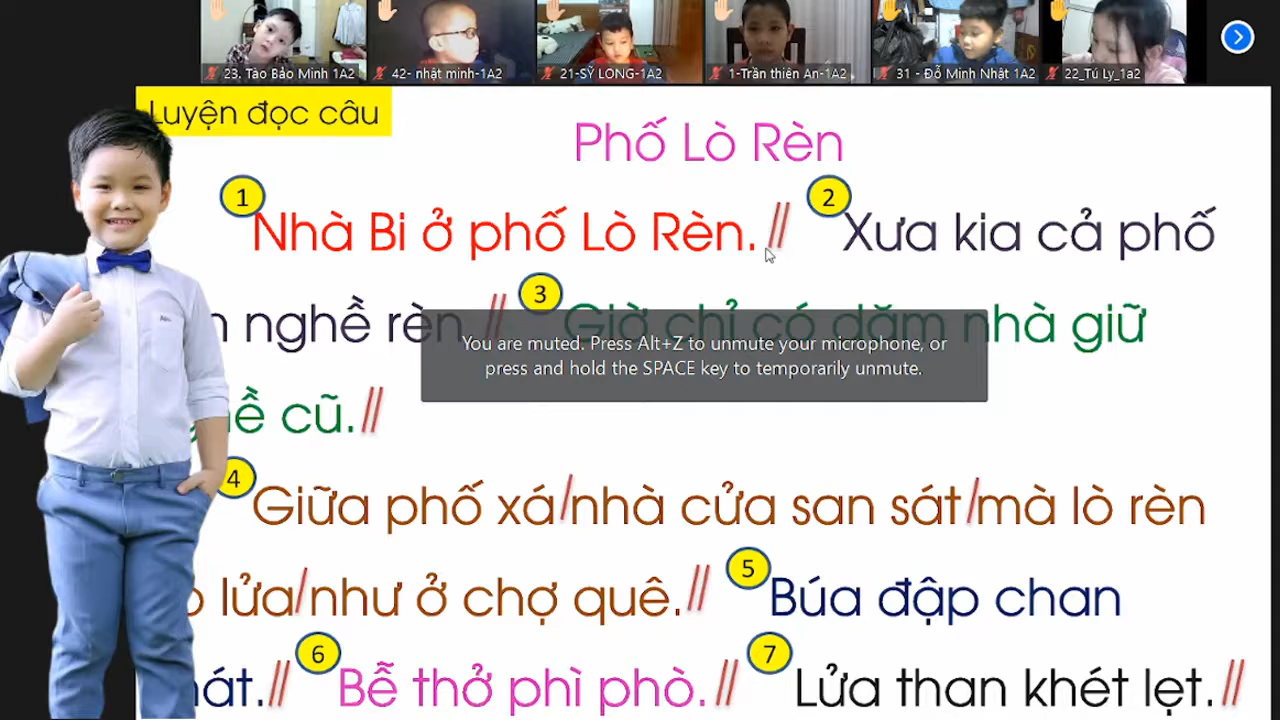 23. Tào Bảo Minh 1A2
42- nhật minh-1A2
21-SỸ LONG-1A2
1-Trần thiên Ân-1A2
31 - Đỗ Minh Nhật 1A2
22_Tú Ly_1a2
Luyện đọc câu
Phố Lò Rèn
1 Nhà Bi ở phố Lò Rèn.// 2 Xưa kia cả phố
nghề rèn.// 3 Giờ chỉ có dăm nhà giữ
You are muted. Press Alt+Z to unmute your microphone, or
press and hold the SPACE key to temporarily unmute.
cũ.//
4 Giữa phố xá/nhà cửa san sát/mà lò rèn
lửa/như ở chợ quê.// 5 Búa đập chan
6 Bễ thở phì phò.// 7 Lửa than khét lẹt.//